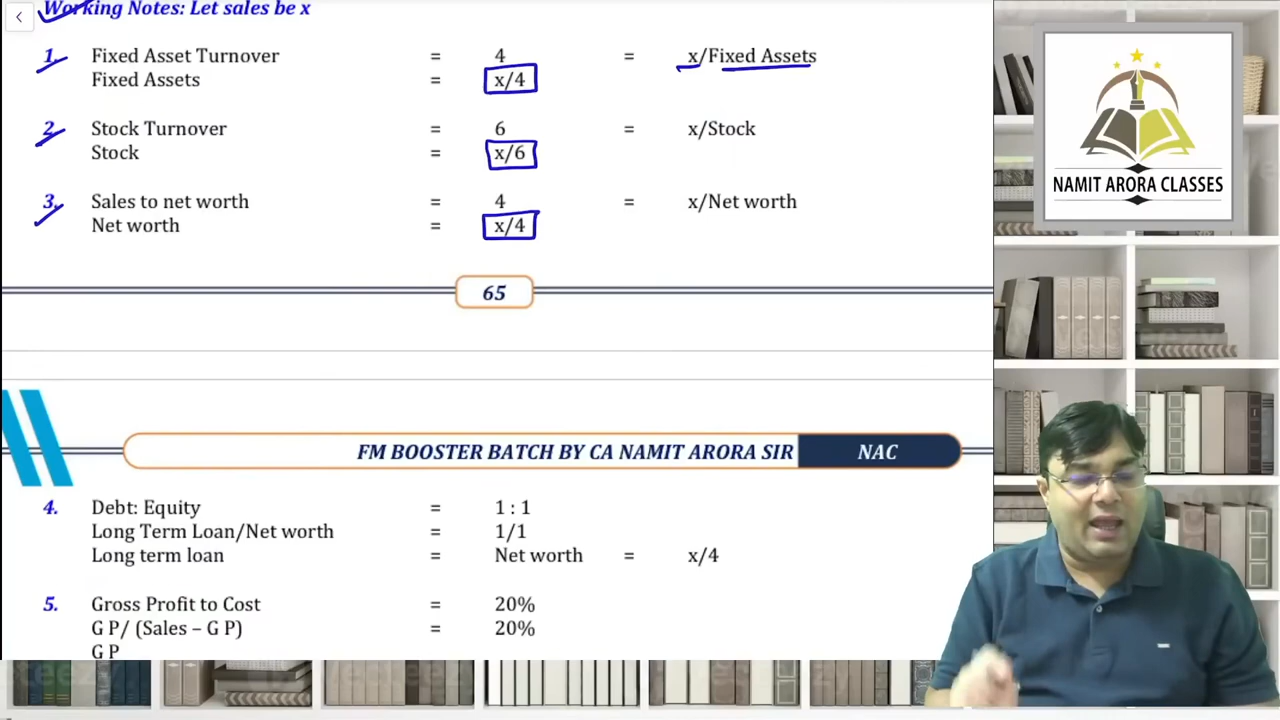 Working Notes: Let sales be x
1. Fixed Asset Turnover = 4 = x/Fixed Assets
Fixed Assets = x/4
2. Stock Turnover = 6 = x/Stock
Stock = x/6
3. Sales to net worth = 4 = x/Net worth
Net worth = x/4
65
FM BOOSTER BATCH BY CA NAMIT ARORA SIR NAC
4. Debt: Equity = 1 : 1
Long Term Loan/Net worth = 1/1
Long term loan = Net worth = x/4
5. Gross Profit to Cost = 20%
G P/ (Sales – G P) = 20%
G P
NAMIT ARORA CLASSES